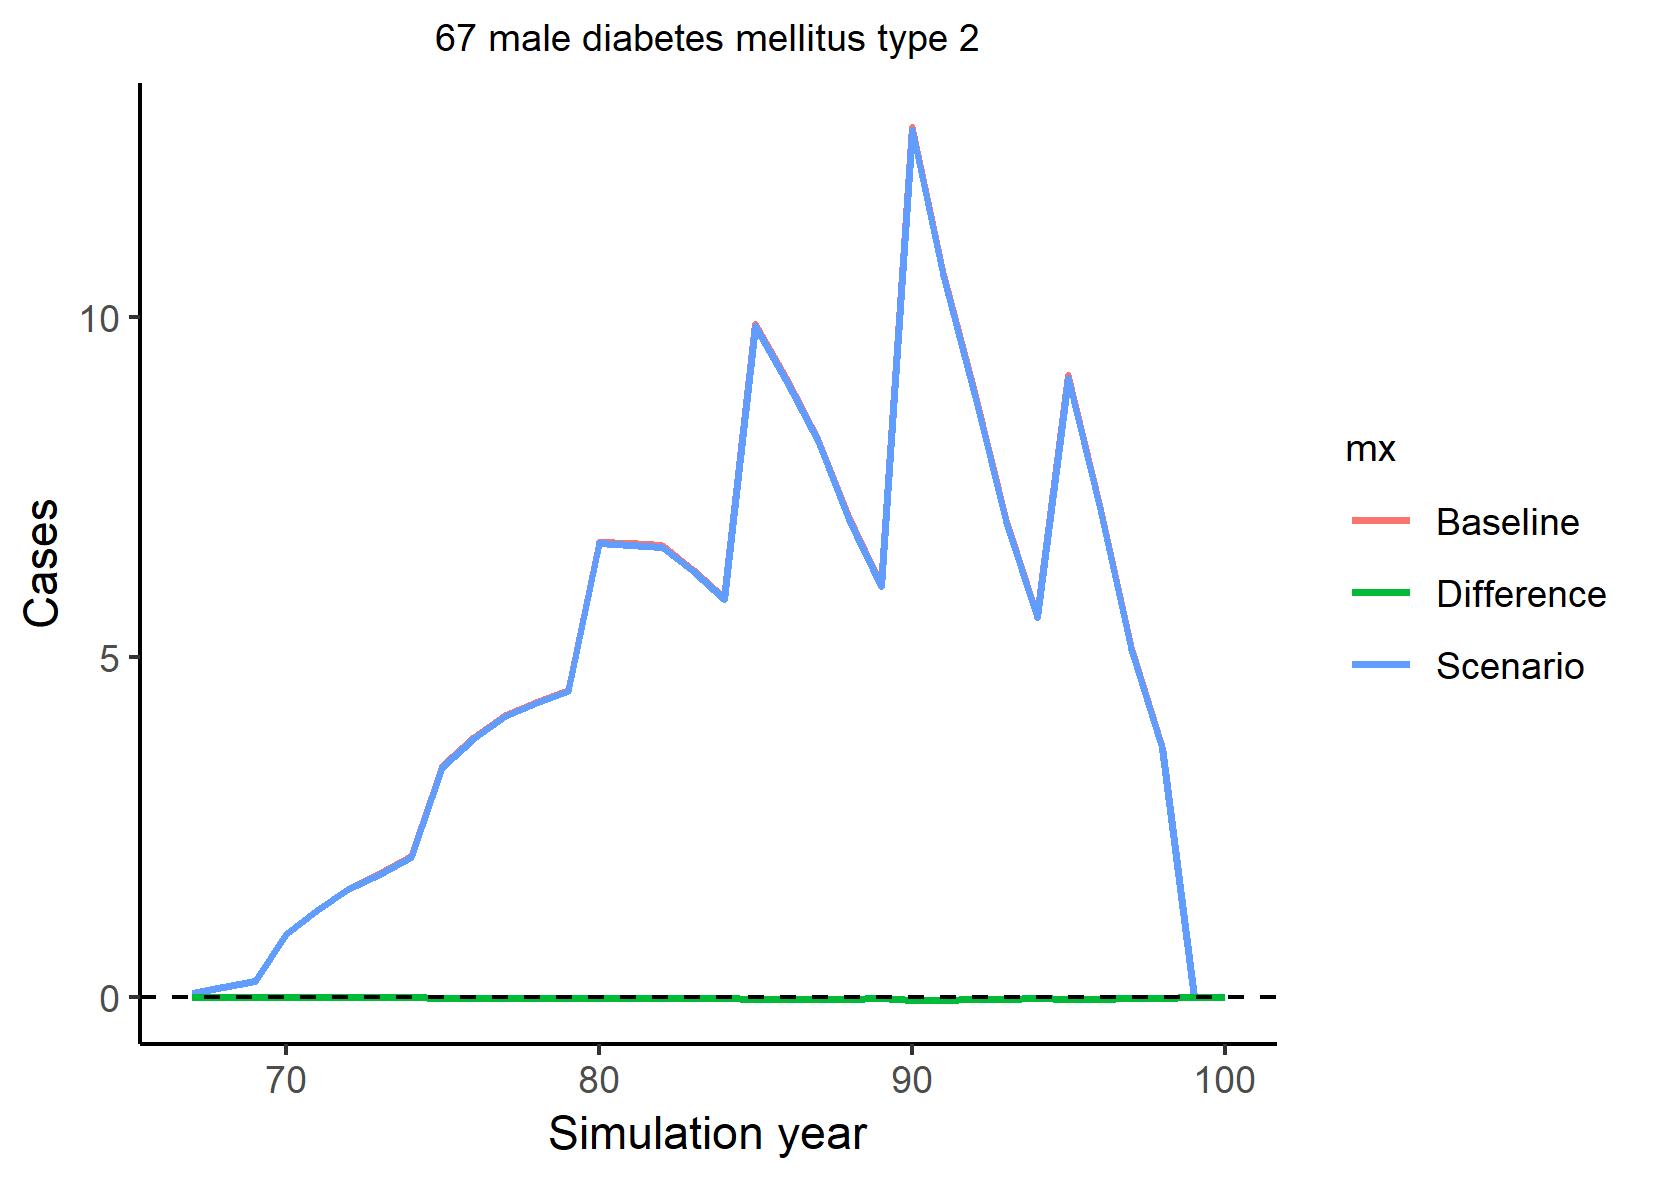 67 male diabetes mellitus type 2
Cases
10
5
0
70 80 90 100
Simulation year
mx
Baseline
Difference
Scenario